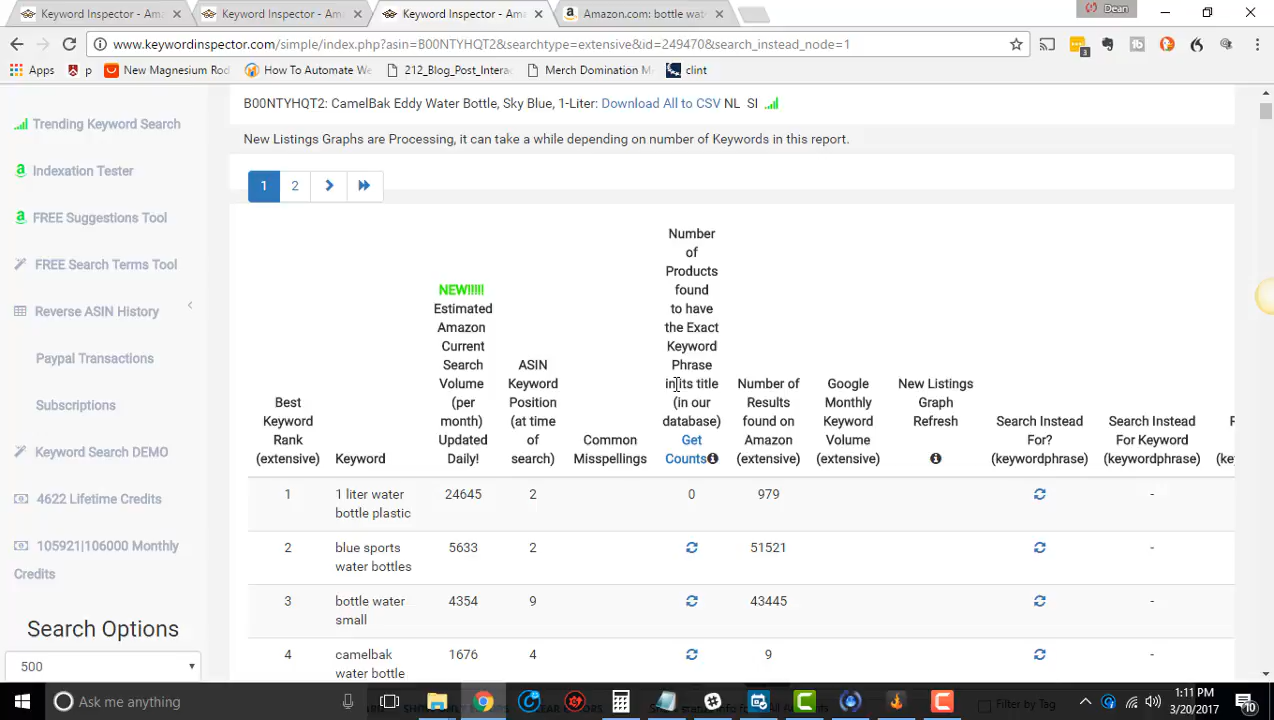 Keyword Inspector - Ama
Keyword Inspector - Ama
Keyword Inspector - Ama
Amazon.com: bottle wat
Dean
www.keywordinspector.com/simple/index.php?asin=B00NTYHQT2&searchtype=extensive&id=249470&search_instead_node=1
3
Apps
p
New Magnesium Rod
How To Automate We
212_Blog_Post_Intera
Merch Domination M
clint
B00NTYHQT2: CamelBak Eddy Water Bottle, Sky Blue, 1-Liter: Download All to CSV NL SI
New Listings Graphs are Processing, it can take a while depending on number of Keywords in this report.
Trending Keyword Search
Indexation Tester
FREE Suggestions Tool
FREE Search Terms Tool
Reverse ASIN History
Paypal Transactions
Subscriptions
Keyword Search DEMO
4622 Lifetime Credits
105921|106000 Monthly
Credits
Search Options
500
1 2
Best
Keyword
Rank
(extensive)
Keyword
NEW!!!!!
Estimated
Amazon
Current
Search
Volume
(per
month)
Updated
Daily!
ASIN
Keyword
Position
(at time
of
search)
Common
Misspellings
Number
of
Products
found
to have
the Exact
Keyword
Phrase
in its title
(in our
database)
Get
Counts
Number of
Results
found on
Amazon
(extensive)
Google
Monthly
Keyword
Volume
(extensive)
New Listings
Graph
Refresh
Search Instead
For?
(keywordphrase)
Search Instead
For Keyword
(keywordphrase)
(ke
1 1 liter water 24645 2 0 979 -
bottle plastic
2 blue sports 5633 2 51521 -
water bottles
3 bottle water 4354 9 43445 -
small
4 camelbak 1676 4 9 -
water bottle
Ask me anything
Filter by Tag
1:11 PM
3/20/2017
10